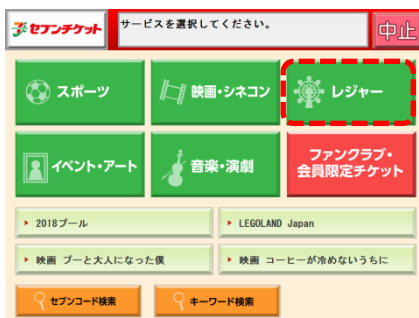 セブンチケット
サービスを選択してください。
中止
スポーツ
映画・シネコン
レジャー
イベント・アート
音楽・演劇
ファンクラブ・
会員限定チケット
2018プール
LEGOLAND Japan
映画 プーと大人になった僕
映画 コーヒーが冷めないうちに
セブンコード検索
キーワード検索